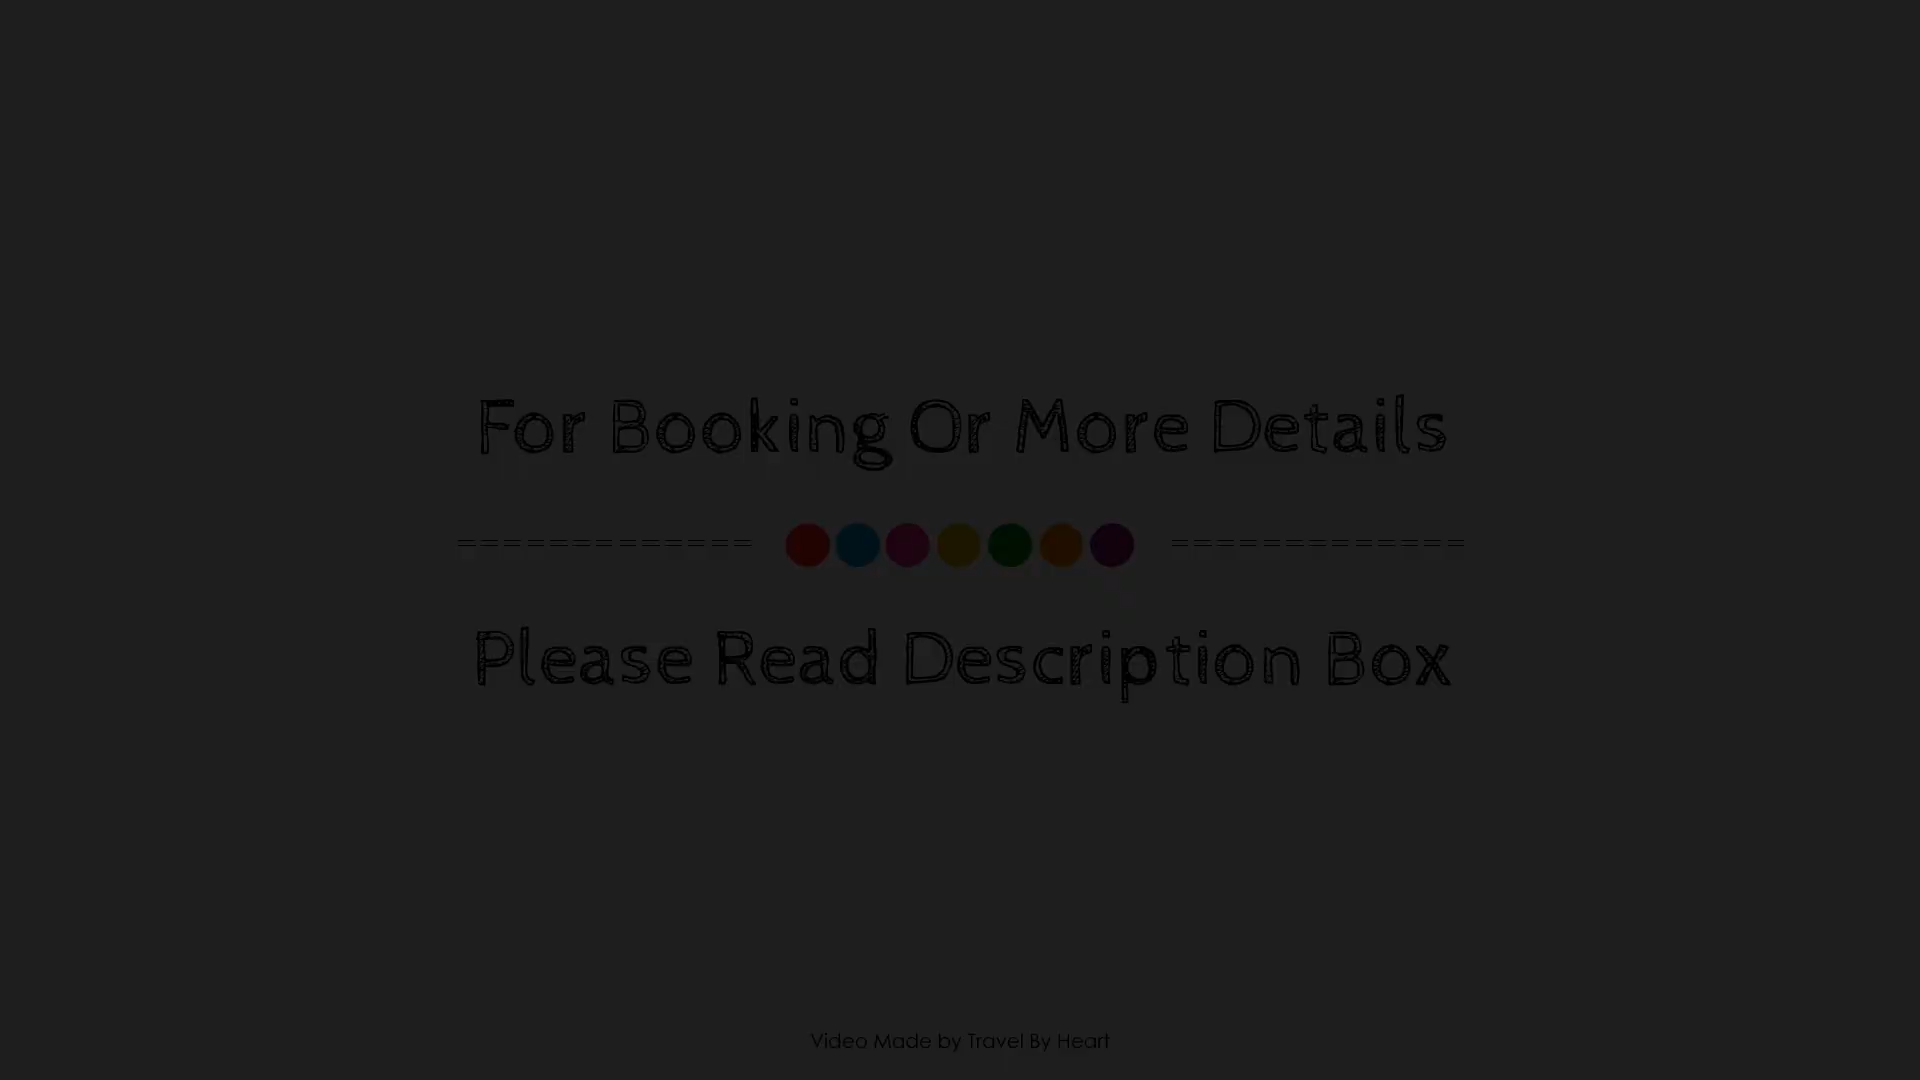 For Booking Or More Details
============= =============
Please Read Description Box
Video Made by Travel By Heart